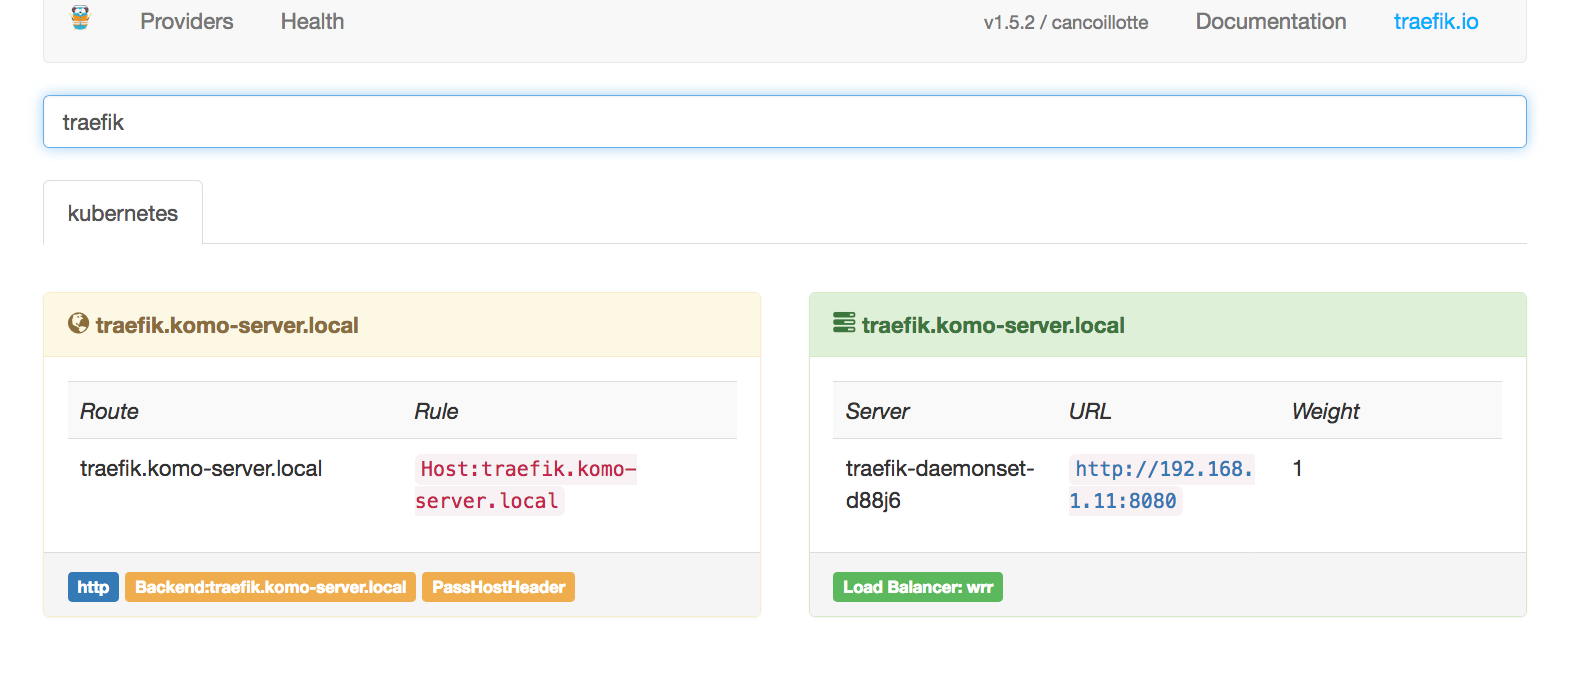 Providers Health v1.5.2 / cancoillotte Documentation traefik.io
traefik
kubernetes
traefik.komo-server.local
Route Rule
traefik.komo-server.local Host:traefik.komo-
server.local
http Backend:traefik.komo-server.local PassHostHeader
traefik.komo-server.local
Server URL Weight
traefik-daemonset- http://192.168. 1
d88j6 1.11:8080
Load Balancer: wrr